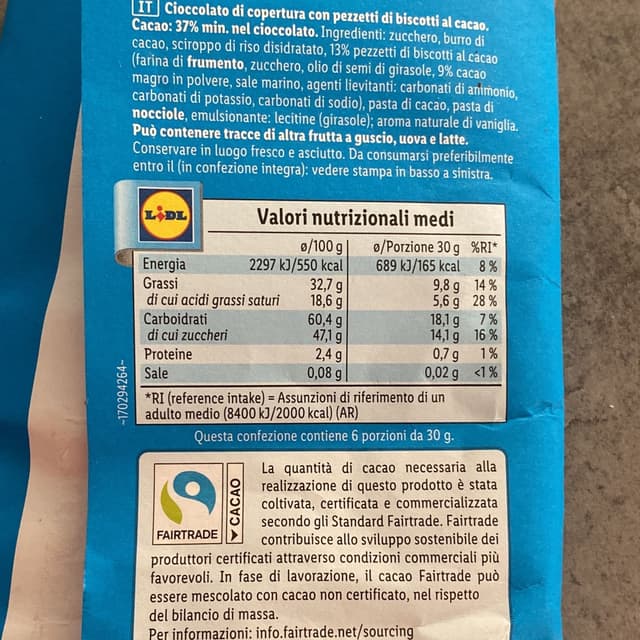 IT Cioccolato di copertura con pezzetti di biscotti al cacao.
Cacao: 37% min. nel cioccolato. Ingredienti: zucchero, burro di
cacao, sciroppo di riso disidratato, 13% pezzetti di biscotti al cacao
(farina di frumento, zucchero, olio di semi di girasole, 9% cacao
magro in polvere, sale marino, agenti lievitanti: carbonati di ammonio,
carbonati di potassio, carbonati di sodio), pasta di cacao, pasta di
nocciole, emulsionante: lecitine (girasole); aroma naturale di vaniglia.
Può contenere tracce di altra frutta a guscio, uova e latte.
Conservare in luogo fresco e asciutto. Da consumarsi preferibilmente
entro il (in confezione integra): vedere stampa in basso a sinistra.
LIDL
Valori nutrizionali medi
ø/100 g ø/Porzione 30 g %RI*
Energia 2297 kJ/550 kcal 689 kJ/165 kcal 8 %
Grassi 32,7 g 9,8 g 14 %
di cui acidi grassi saturi 18,6 g 5,6 g 28 %
Carboidrati 60,4 g 18,1 g 7 %
di cui zuccheri 47,1 g 14,1 g 16 %
Proteine 2,4 g 0,7 g 1 %
Sale 0,08 g 0,02 g <1 %
*RI (reference intake) = Assunzioni di riferimento di un
adulto medio (8400 kJ/2000 kcal) (AR)
-170294264-
Questa confezione contiene 6 porzioni da 30 g.
FAIRTRADE
CACAO
La quantità di cacao necessaria alla
realizzazione di questo prodotto è stata
coltivata, certificata e commercializzata
secondo gli Standard Fairtrade. Fairtrade
contribuisce allo sviluppo sostenibile dei
produttori certificati attraverso condizioni commerciali più
favorevoli. In fase di lavorazione, il cacao Fairtrade può
essere mescolato con cacao non certificato, nel rispetto
del bilancio di massa.
Per informazioni: info.fairtrade.net/sourcing